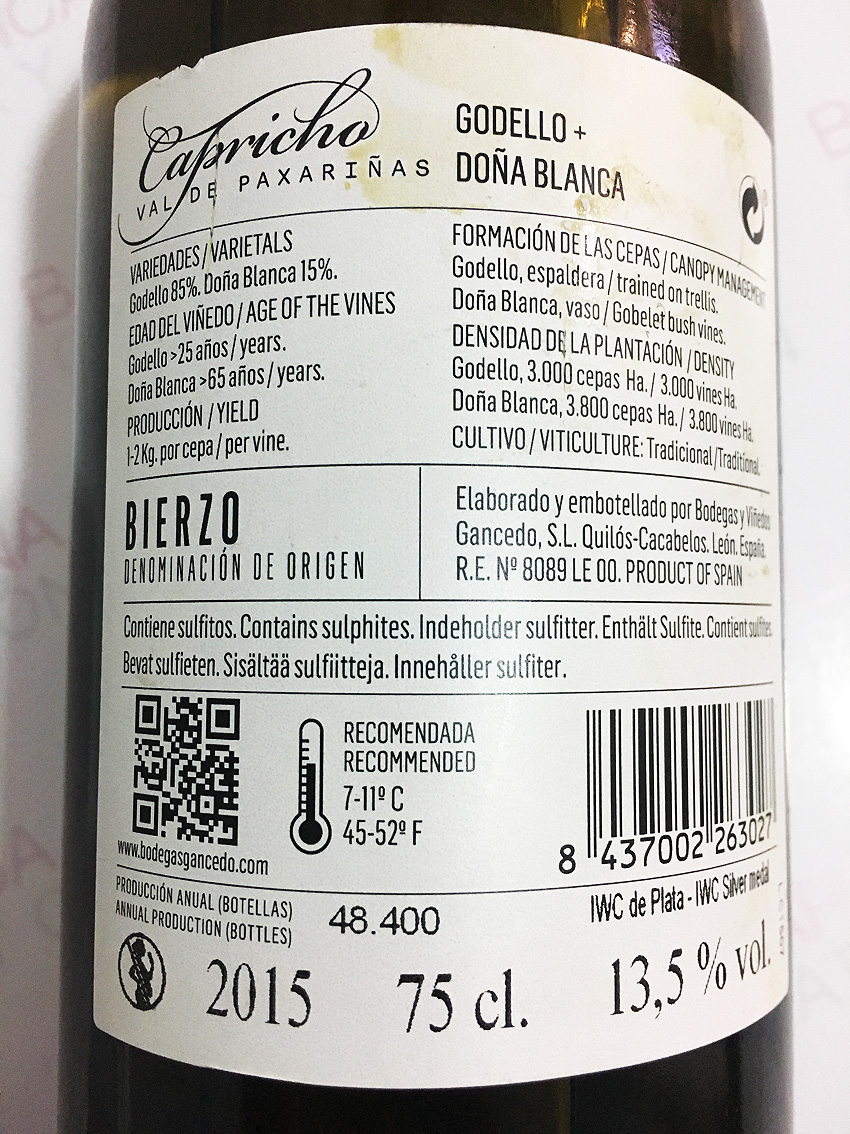 Capricho
VAL DE PAXARIÑAS
GODELLO +
DOÑA BLANCA
VARIEDADES / VARIETALS
Godello 85%. Doña Blanca 15%.
EDAD DEL VIÑEDO / AGE OF THE VINES
Godello >25 años / years.
Doña Blanca >65 años / years.
PRODUCCIÓN / YIELD
1-2 Kg. por cepa / per vine.
FORMACIÓN DE LAS CEPAS / CANOPY MANAGEMENT
Godello, espaldera / trained on trellis.
Doña Blanca, vaso / Gobelet bush vines.
DENSIDAD DE LA PLANTACIÓN / DENSITY
Godello, 3.000 cepas Ha. / 3.000 vines Ha.
Doña Blanca, 3.800 cepas Ha. / 3.800 vines Ha.
CULTIVO / VITICULTURE: Tradicional / Traditional.
BIERZO
DENOMINACIÓN DE ORIGEN
Elaborado y embotellado por Bodegas y Viñedos
Gancedo, S.L. Quilós-Cacabelos. León. España.
R.E. Nº 8089 LE 00. PRODUCT OF SPAIN
Contiene sulfitos. Contains sulphites. Indeholder sulfitter. Enthält Sulfite. Contient sulfites.
Bevat sulfieten. Sisältää sulfiitteja. Innehåller sulfiter.
RECOMENDADA
RECOMMENDED
7-11º C
45-52º F
www.bodegasgancedo.com
8 437002 263027
PRODUCCIÓN ANUAL (BOTELLAS)
ANNUAL PRODUCTION (BOTTLES)
48.400
IWC de Plata - IWC Silver medal
2015 75 cl. 13,5 % vol.